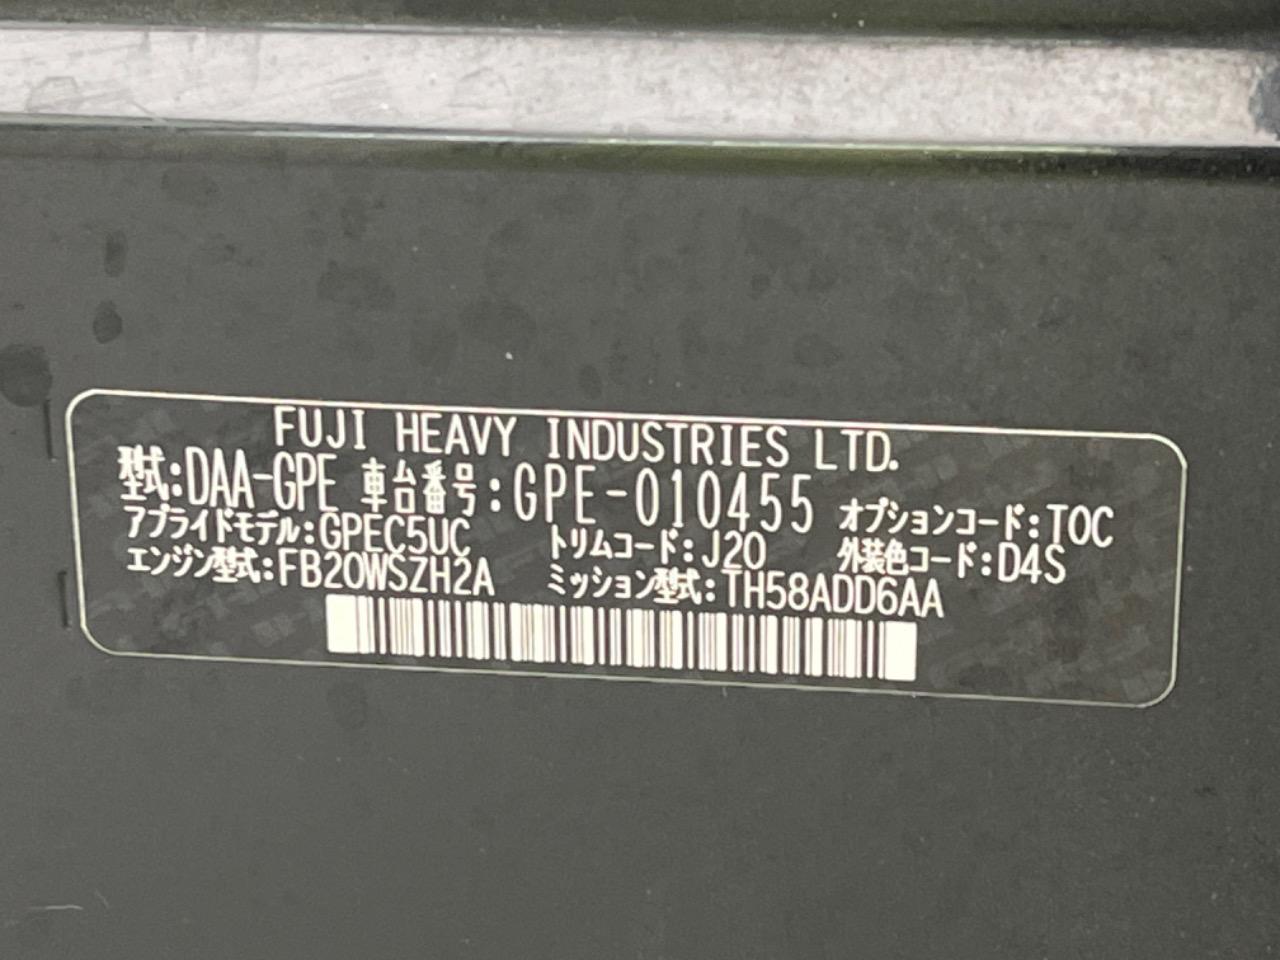 FUJI HEAVY INDUSTRIES LTD.
型式:DAA-GPE 車台番号:GPE-010455 オプションコード:TOC
アプライドモデル:GPEC5UC トリムコード:J20 外装色コード:D4S
エンジン型式:FB20WSZH2A ミッション型式:TH58ADD6AA